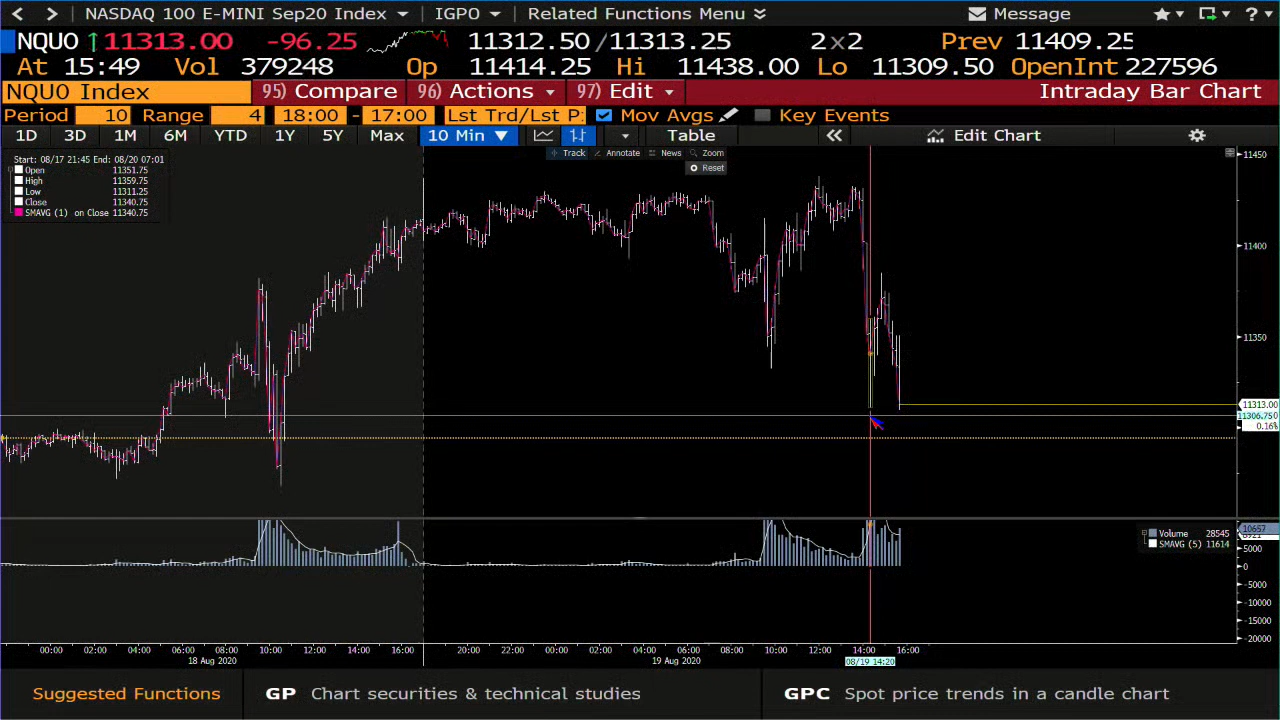 NASDAQ 100 E-MINI Sep20 Index IGPO Related Functions Menu Message ?
NQU0 11313.00 -96.25 11312.50/11313.25 2x2 Prev 11409.25
At 15:49 Vol 379248 Op 11414.25 Hi 11438.00 Lo 11309.50 OpenInt 227596
NQU0 Index 95) Compare 96) Actions 97) Edit Intraday Bar Chart
Period 10 Range 4 18:00 - 17:00 Lst Trd/Lst P: Mov Avgs Key Events
1D 3D 1M 6M YTD 1Y 5Y Max 10 Min ▼ Table « Edit Chart
Track Annotate News Zoom
Reset
Start: 08/17 21:45 End: 08/20 07:01
Open 11351.75
High 11359.75
Low 11311.25
Close 11340.75
SMAVG (1) on Close 11340.75
11450
11400
11350
11313.00
11306.750
0.16%
10657
Volume 28545
SMAVG (5) 11614
5000
0
-5000
-10000
-15000
-20000
00:00 02:00 04:00 06:00 08:00 10:00 12:00 14:00 16:00 20:00 22:00 00:00 02:00 04:00 06:00 08:00 10:00 12:00 14:00 16:00
18 Aug 2020 19 Aug 2020 08/19 14:20
Suggested Functions GP Chart securities & technical studies GPC Spot price trends in a candle chart